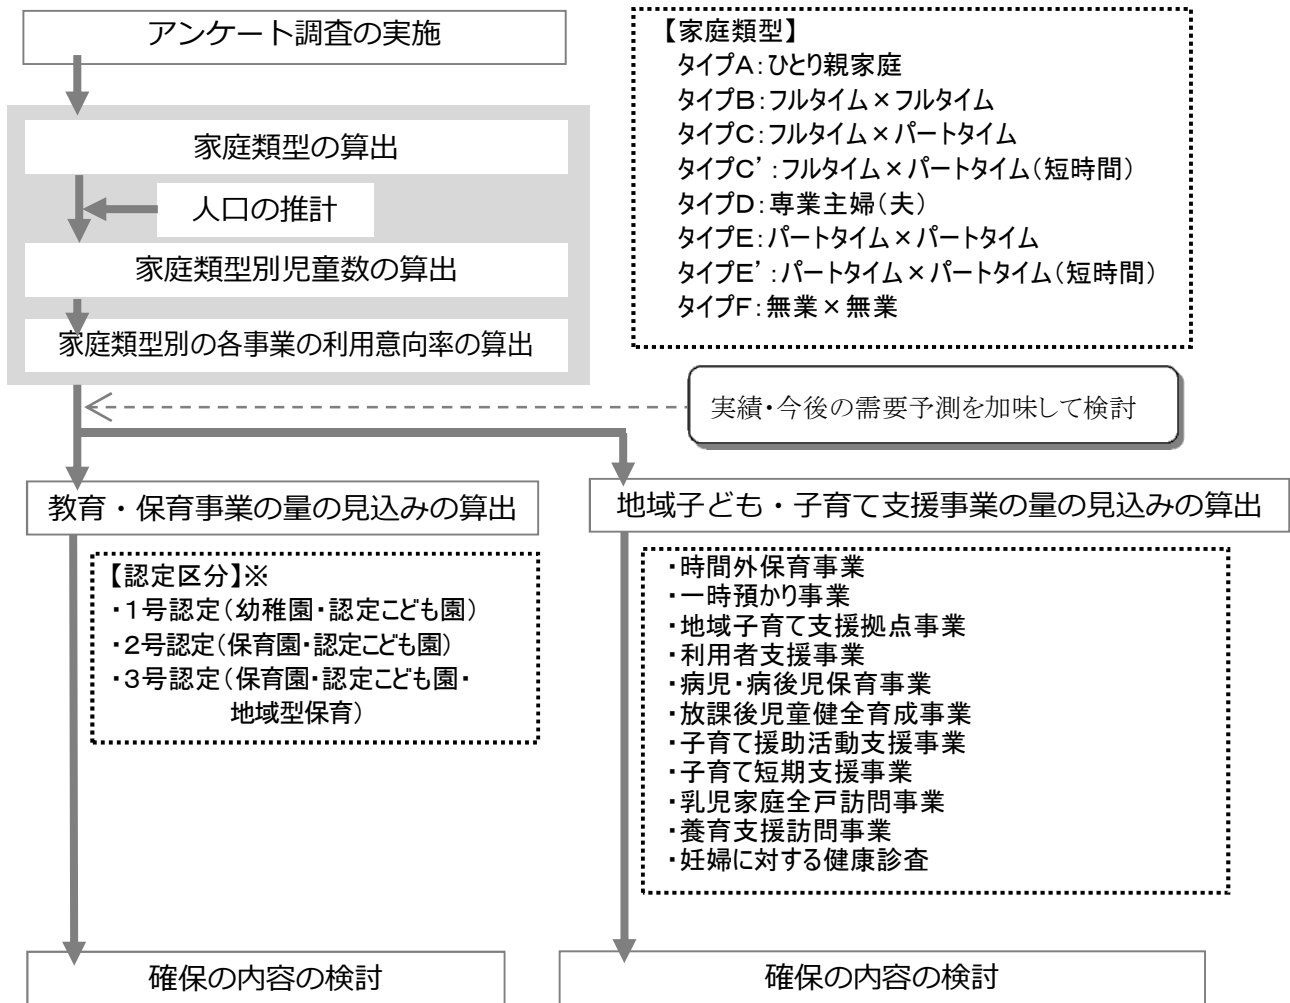 アンケート調査の実施
家庭類型の算出
人口の推計
家庭類型別児童数の算出
家庭類型別の各事業の利用意向率の算出
【家庭類型】
タイプA:ひとり親家庭
タイプB:フルタイム×フルタイム
タイプC:フルタイム×パートタイム
タイプC’:フルタイム×パートタイム(短時間)
タイプD:専業主婦(夫)
タイプE:パートタイム×パートタイム
タイプE’:パートタイム×パートタイム(短時間)
タイプF:無業×無業
実績・今後の需要予測を加味して検討
教育・保育事業の量の見込みの算出
【認定区分】※
・1号認定(幼稚園・認定こども園)
・2号認定(保育園・認定こども園)
・3号認定(保育園・認定こども園・
地域型保育)
地域子ども・子育て支援事業の量の見込みの算出
・時間外保育事業
・一時預かり事業
・地域子育て支援拠点事業
・利用者支援事業
・病児・病後児保育事業
・放課後児童健全育成事業
・子育て援助活動支援事業
・子育て短期支援事業
・乳児家庭全戸訪問事業
・養育支援訪問事業
・妊婦に対する健康診査
確保の内容の検討
確保の内容の検討